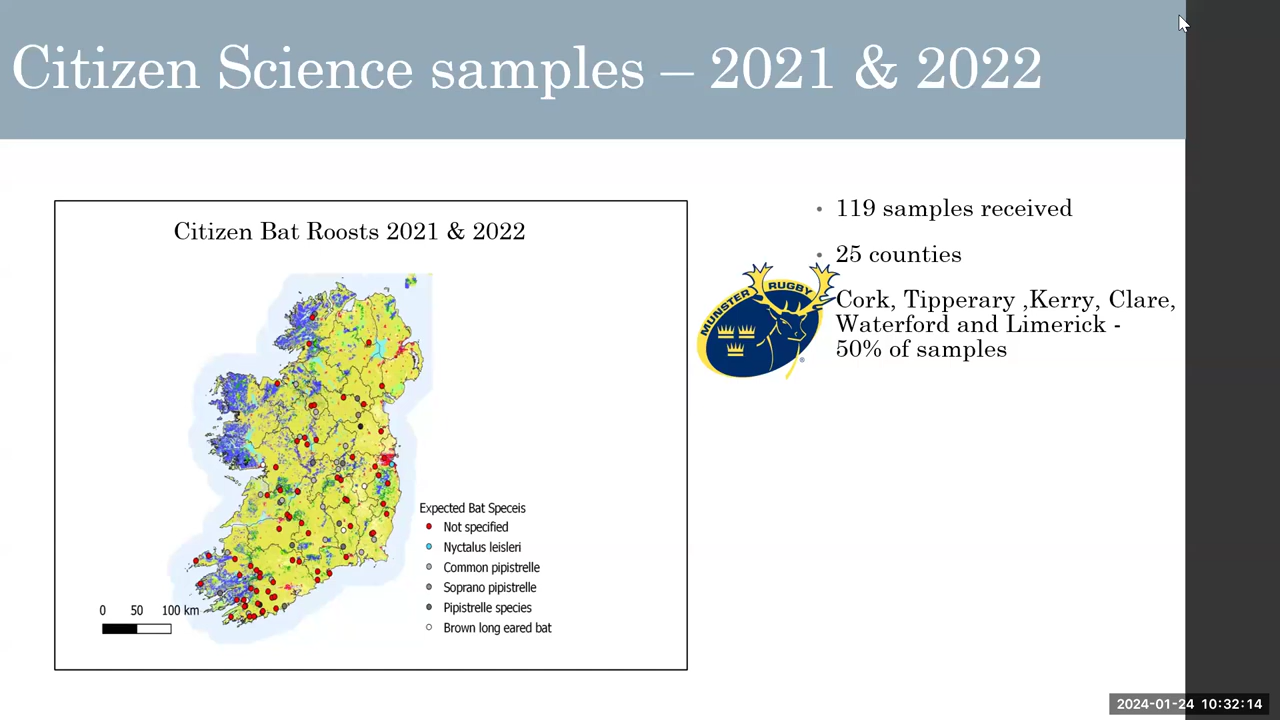 Citizen Science samples – 2021 & 2022
Citizen Bat Roosts 2021 & 2022
Expected Bat Speceis
Not specified
Nyctalus leisleri
Common pipistrelle
Soprano pipistrelle
Pipistrelle species
Brown long eared bat
0 50 100 km
• 119 samples received
• 25 counties
MUNSTER RUGBY
®
Cork, Tipperary ,Kerry, Clare,
Waterford and Limerick -
50% of samples
2024-01-24 10:32:14